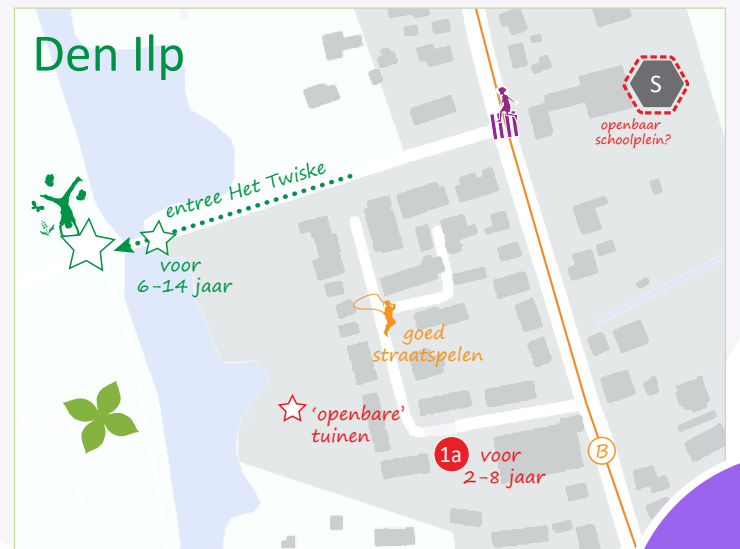 Den Ilp
S
openbaar
schoolplein?
entree Het Twiske
voor
6-14 jaar
goed
straatspelen
'openbare'
tuinen
1a
voor
2-8 jaar
B